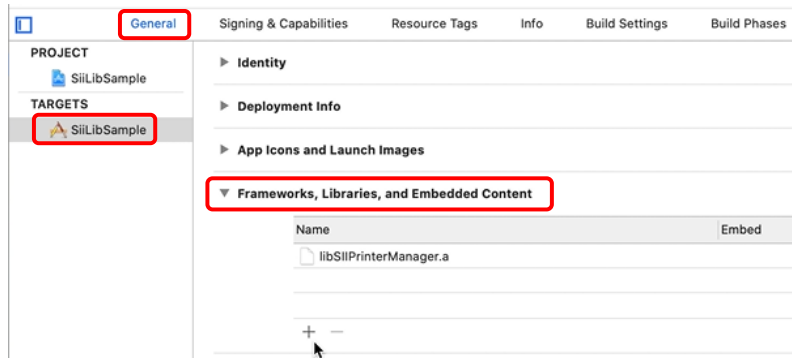 General Signing & Capabilities Resource Tags Info Build Settings Build Phases
PROJECT
SiiLibSample
TARGETS
SiiLibSample
Identity
Deployment Info
App Icons and Launch Images
Frameworks, Libraries, and Embedded Content
Name Embed
libSIIPrinterManager.a